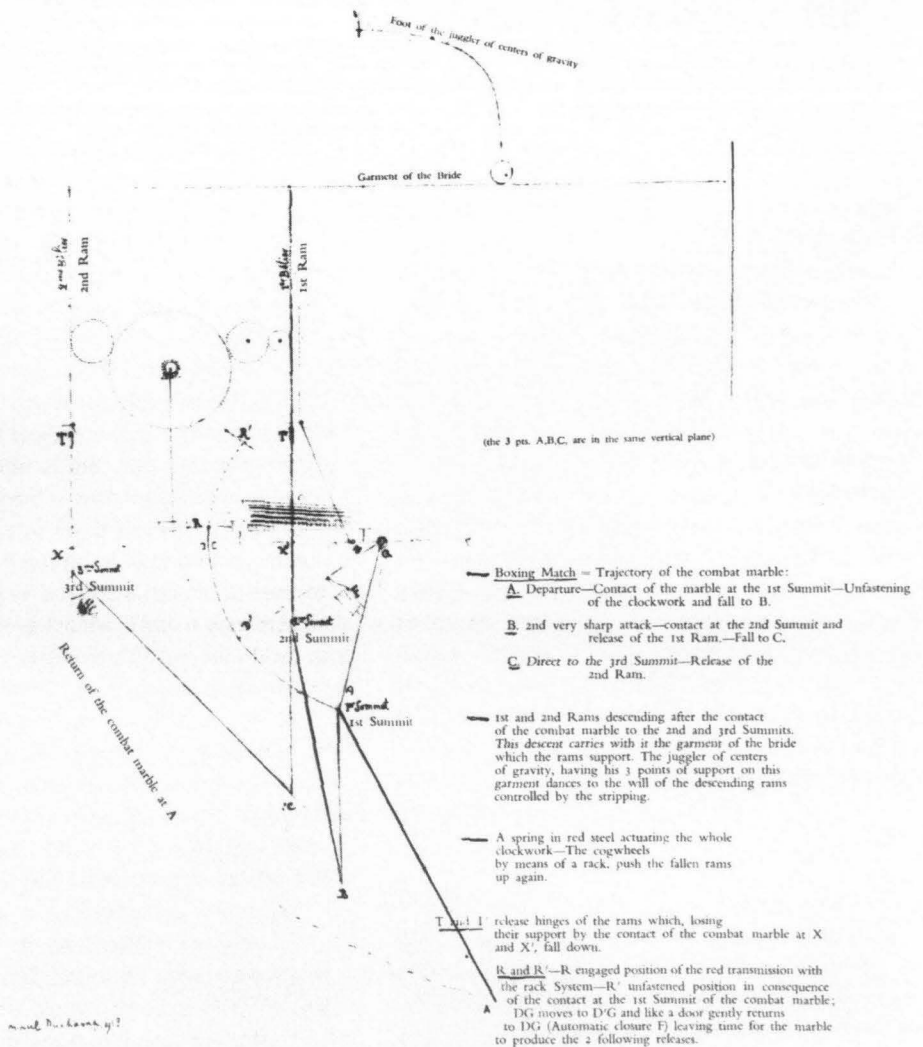 Foot of the juggler of centers of gravity
Garment of the Bride
2nd Ram
1st Ram
T
R'
T'
(the 3 pts. A,B,C, are in the same vertical plane)
R
C
X
X'
3rd Summit
2nd Summit
A
1st Summit
Return of the combat marble at A
C
B
A
Boxing Match = Trajectory of the combat marble:
A. Departure—Contact of the marble at the 1st Summit—Unfastening
of the clockwork and fall to B.
B. 2nd very sharp attack—contact at the 2nd Summit and
release of the 1st Ram.—Fall to C.
C. Direct to the 3rd Summit—Release of the
2nd Ram.
1st and 2nd Rams descending after the contact
of the combat marble to the 2nd and 3rd Summits.
This descent carries with it the garment of the bride
which the rams support. The juggler of centers
of gravity, having his 3 points of support on this
garment dances to the will of the descending rams
controlled by the stripping.
A spring in red steel actuating the whole
clockwork—The cogwheels
by means of a rack, push the fallen rams
up again.
T and T' release hinges of the rams which, losing
their support by the contact of the combat marble at X
and X', fall down.
R and R'—R engaged position of the red transmission with
the rack System—R' unfastened position in consequence
of the contact at the 1st Summit of the combat marble;
DG moves to D'G and like a door gently returns
to DG (Automatic closure F) leaving time for the marble
to produce the 2 following releases.